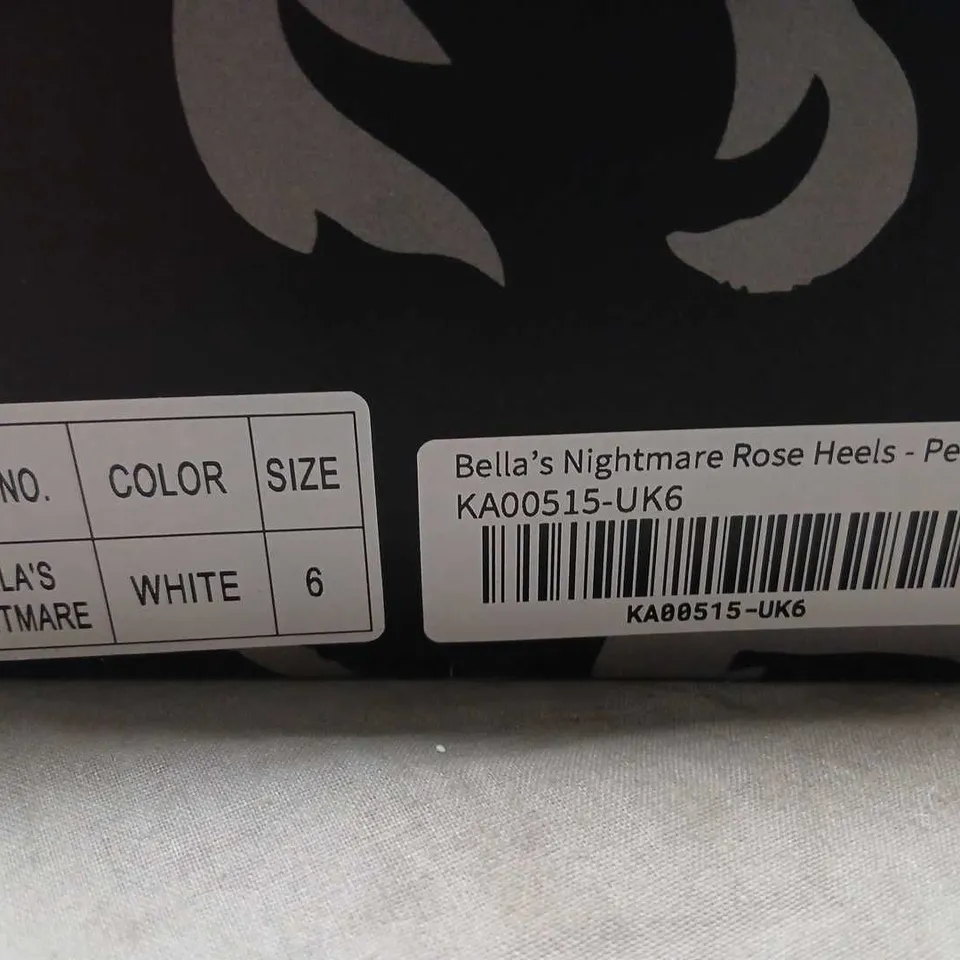 NO. COLOR SIZE
LA'S
TMARE WHITE 6
Bella's Nightmare Rose Heels - Pe
KA00515-UK6
KA00515-UK6